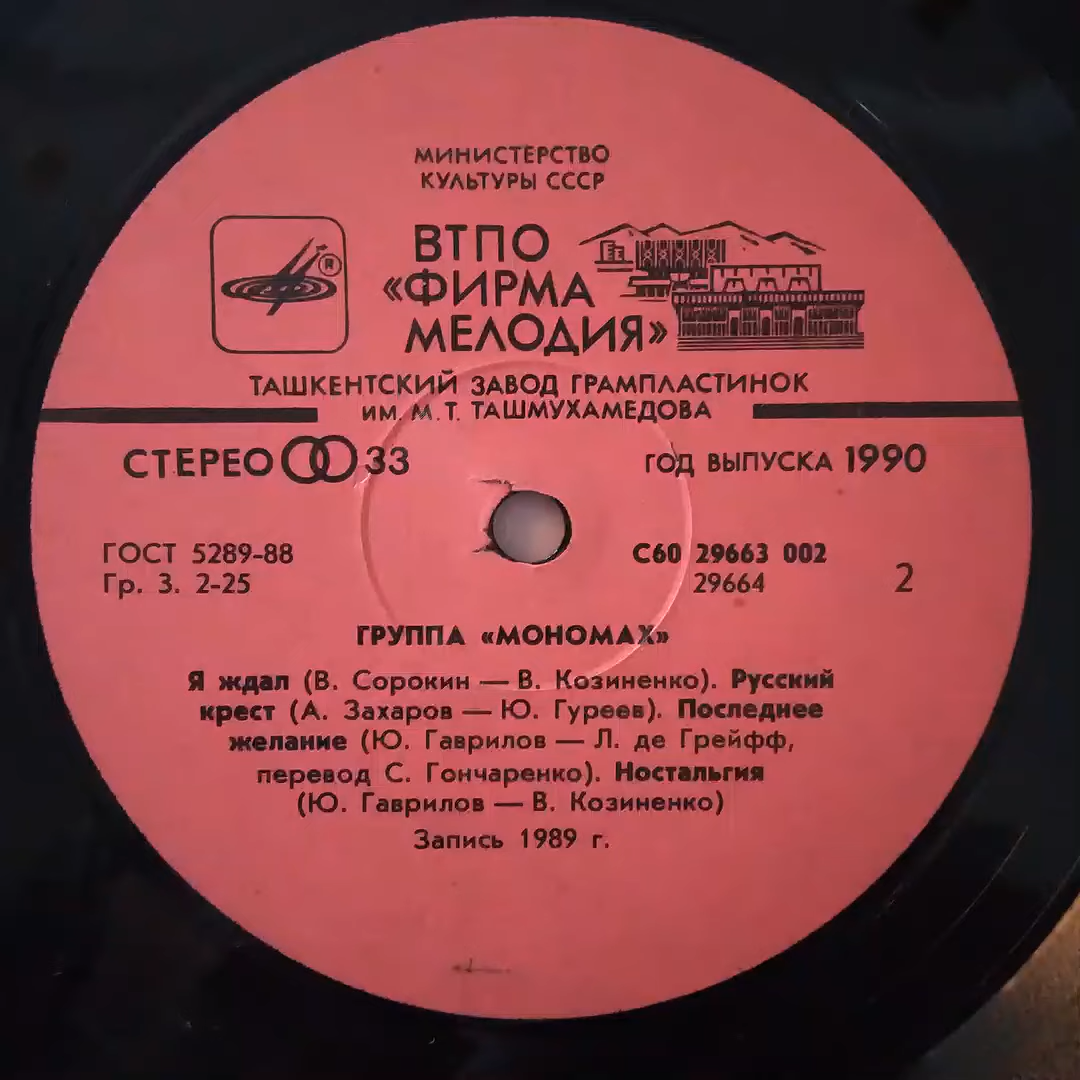 МИНИСТЕРСТВО
КУЛЬТУРЫ СССР
ВТПО
«ФИРМА
МЕЛОДИЯ»
®
ТАШКЕНТСКИЙ ЗАВОД ГРАМПЛАСТИНОК
ИМ. М. Т. ТАШМУХАМЕДОВА
СТЕРЕО 33
ГОД ВЫПУСКА 1990
ГОСТ 5289-88
Гр. 3. 2-25
С60 29663 002
29664
2
ГРУППА «МОНОМАХ»
Я ждал (В. Сорокин — В. Козиненко). Русский
крест (А. Захаров — Ю. Гуреев). Последнее
желание (Ю. Гаврилов — Л. де Грейфф,
перевод С. Гончаренко). Ностальгия
(Ю. Гаврилов — В. Козиненко)
Запись 1989 г.